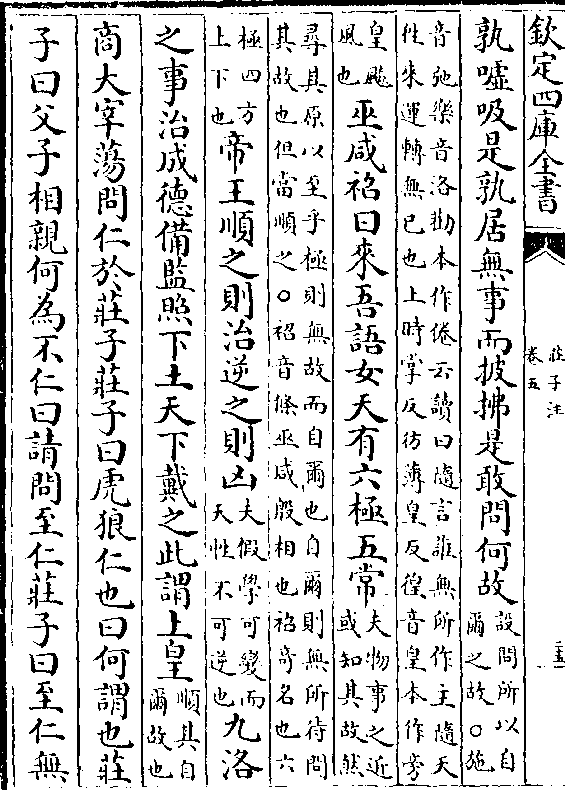 欽定四庫全書
莊子注
卷五
孰噓吸是孰居無事而披拂是敢問何故設問所以自
爾之故○施
音弛樂音洛勌本作倦云讀曰隨言誰無所作主隨天
往來運轉無已也上時掌反彷薄皇反徨音皇本作旁
皇颷
風也
巫咸袑曰來吾語女天有六極五常夫物事之近
或知其故然
尋其原以至乎極則無故而自爾也自爾則無所待問
其故也但當順之○袑音條巫咸殷相也袑寄名也六
極四方
上下也
帝王順之則治逆之則凶夫假學可變而
天性不可逆也
九洛
之事治成德備監照下土天下戴之此謂上皇順其自
爾故也
商大宰蕩問仁於莊子莊子曰虎狼仁也曰何謂也莊
子曰父子相親何為不仁曰請問至仁莊子曰至仁無